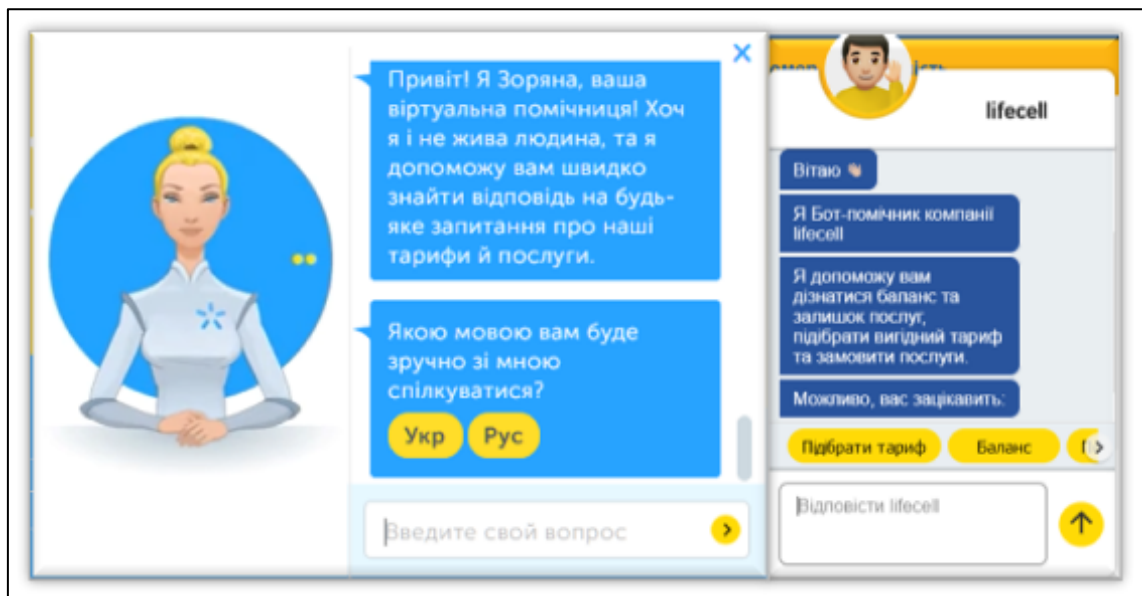 Привіт! Я Зоряна, ваша
віртуальна помічниця! Хоч
я і не жива людина, та я
допоможу вам швидко
знайти відповідь на будь-
яке запитання про наші
тарифи й послуги.
Якою мовою вам буде
зручно зі мною
спілкуватися?
Укр Рус
Введите свой вопрос
lifecell
Вітаю
Я Бот-помічник компанії
lifecell
Я допоможу вам
дізнатися баланс та
залишок послуг,
підібрати вигідний тариф
та замовити послуги.
Можливо, вас зацікавить:
Підібрати тариф Баланс
Відповісти lifecell